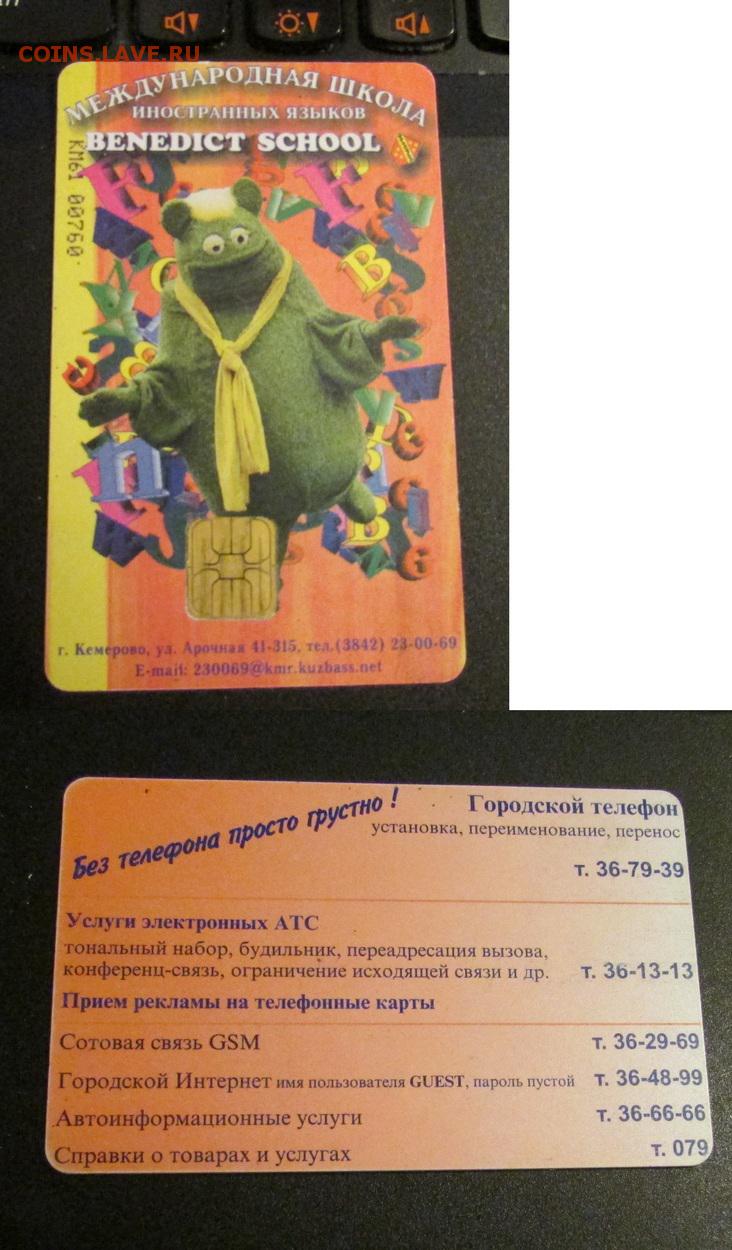 COINS.LAVE.RU
МЕЖДУНАРОДНАЯ ШКОЛА
ИНОСТРАННЫХ ЯЗЫКОВ
BENEDICT SCHOOL
КМ61 00760
г. Кемерово, ул. Арочная 41-315, тел.(3842) 23-00-69
E-mail: 230069@kmr.kuzbass.net
Без телефона просто грустно !
Городской телефон
установка, переименование, перенос
т. 36-79-39
Услуги электронных АТС
тональный набор, будильник, переадресация вызова,
конференц-связь, ограничение исходящей связи и др. т. 36-13-13
Прием рекламы на телефонные карты
Сотовая связь GSM т. 36-29-69
Городской Интернет имя пользователя GUEST, пароль пустой т. 36-48-99
Автоинформационные услуги т. 36-66-66
Справки о товарах и услугах т. 079